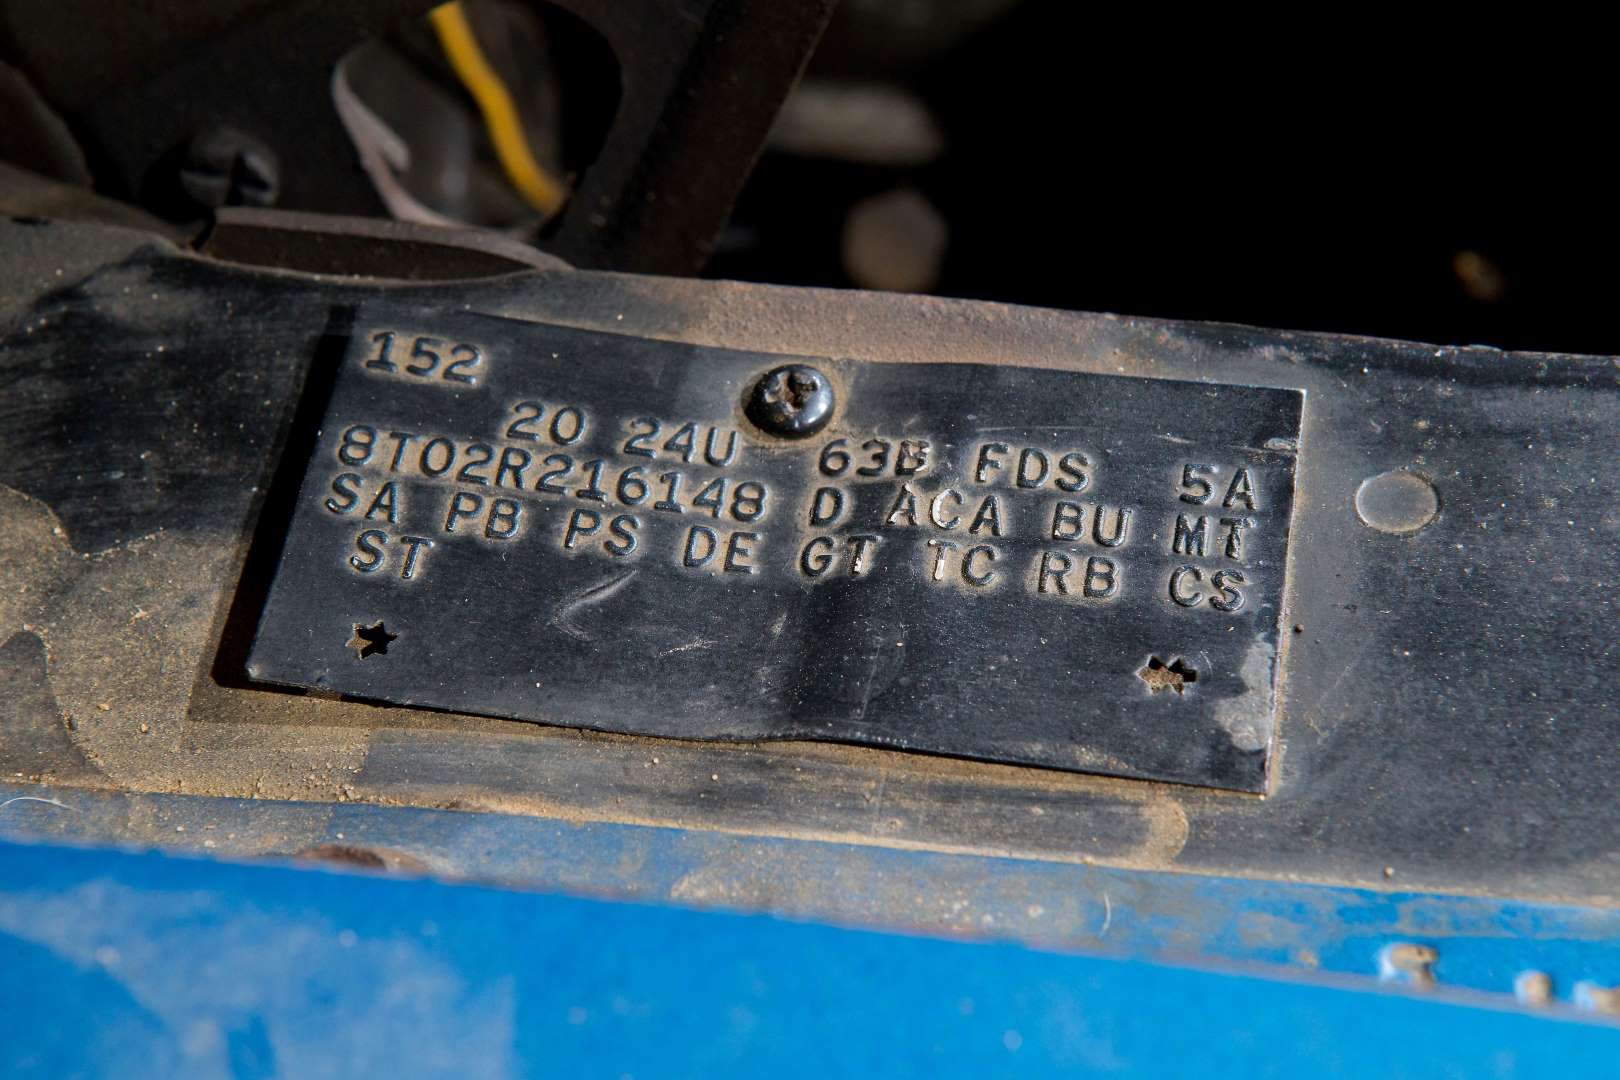 152
20 24U 63B FDS 5A
8T02R216148 D ACA BU MT
SA PB PS DE GT TC RB CS
ST